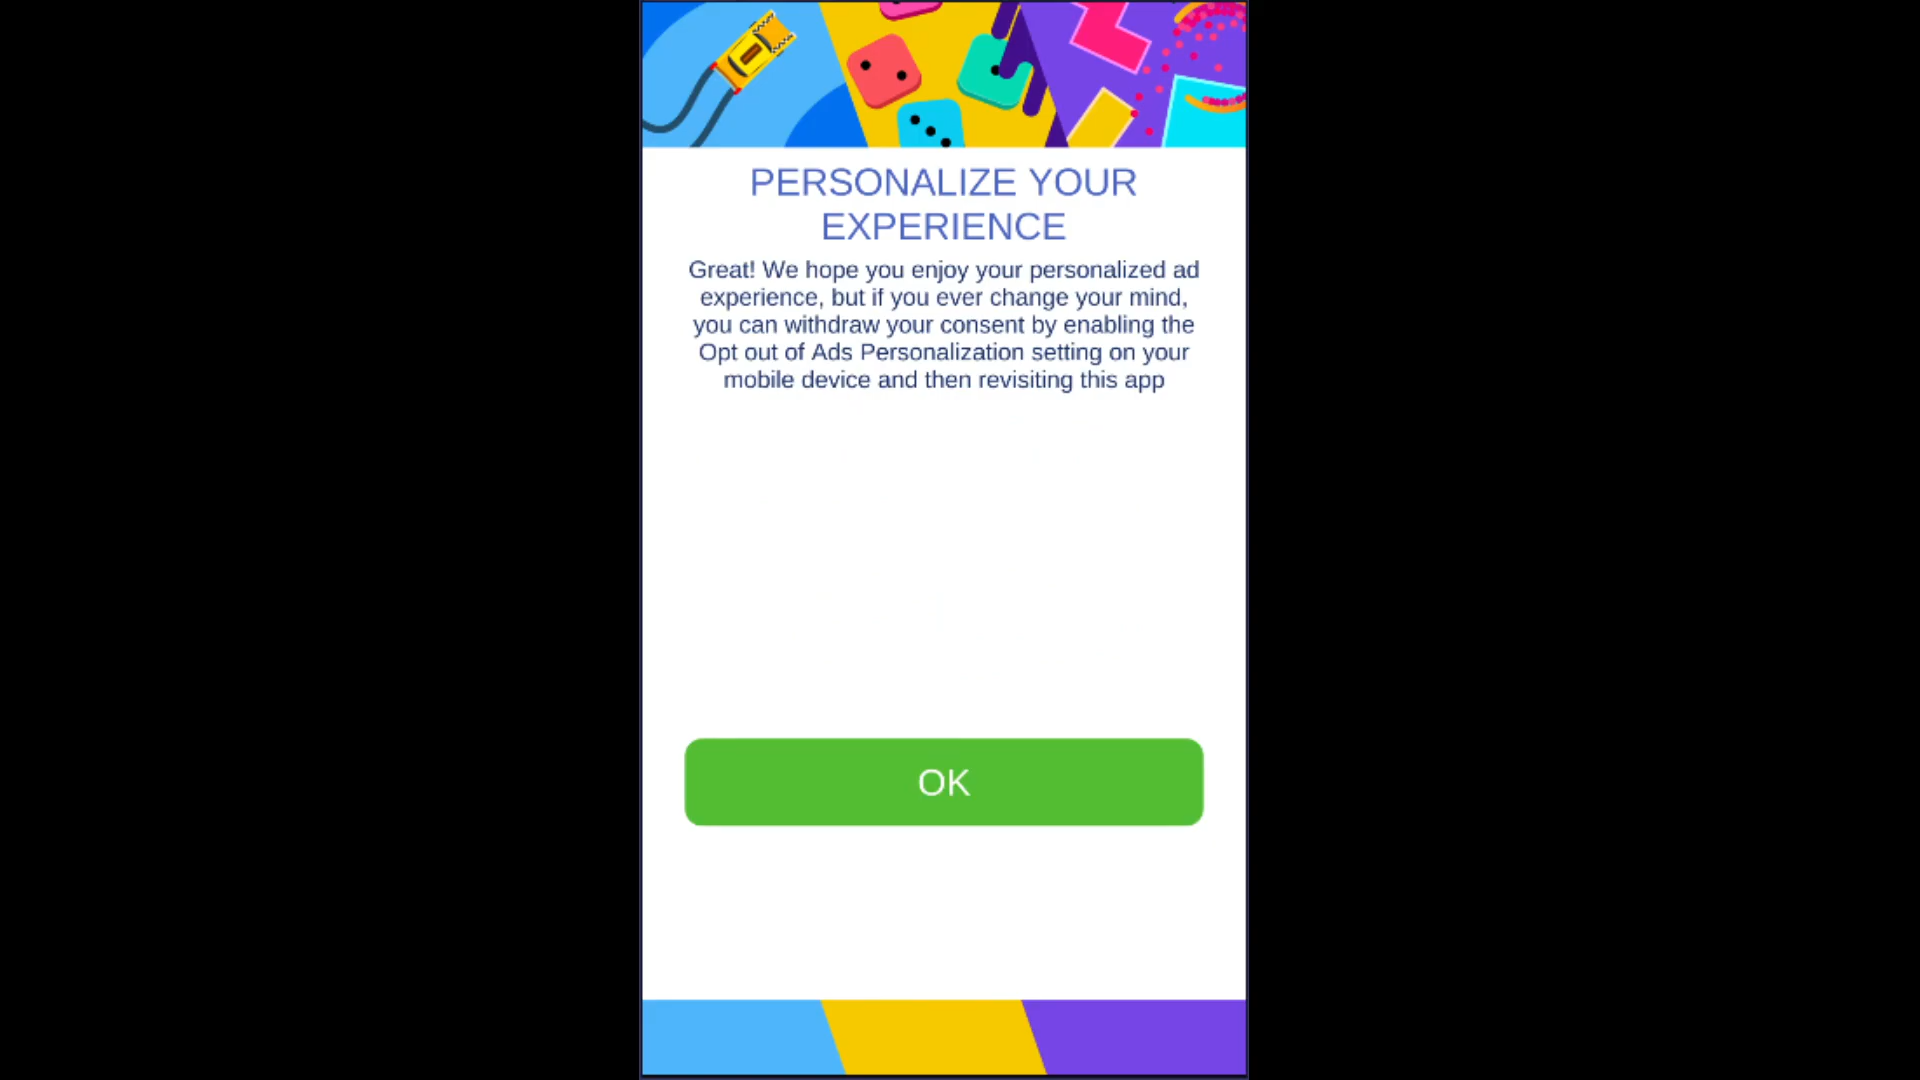 PERSONALIZE YOUR
EXPERIENCE
Great! We hope you enjoy your personalized ad
experience, but if you ever change your mind,
you can withdraw your consent by enabling the
Opt out of Ads Personalization setting on your
mobile device and then revisiting this app
OK